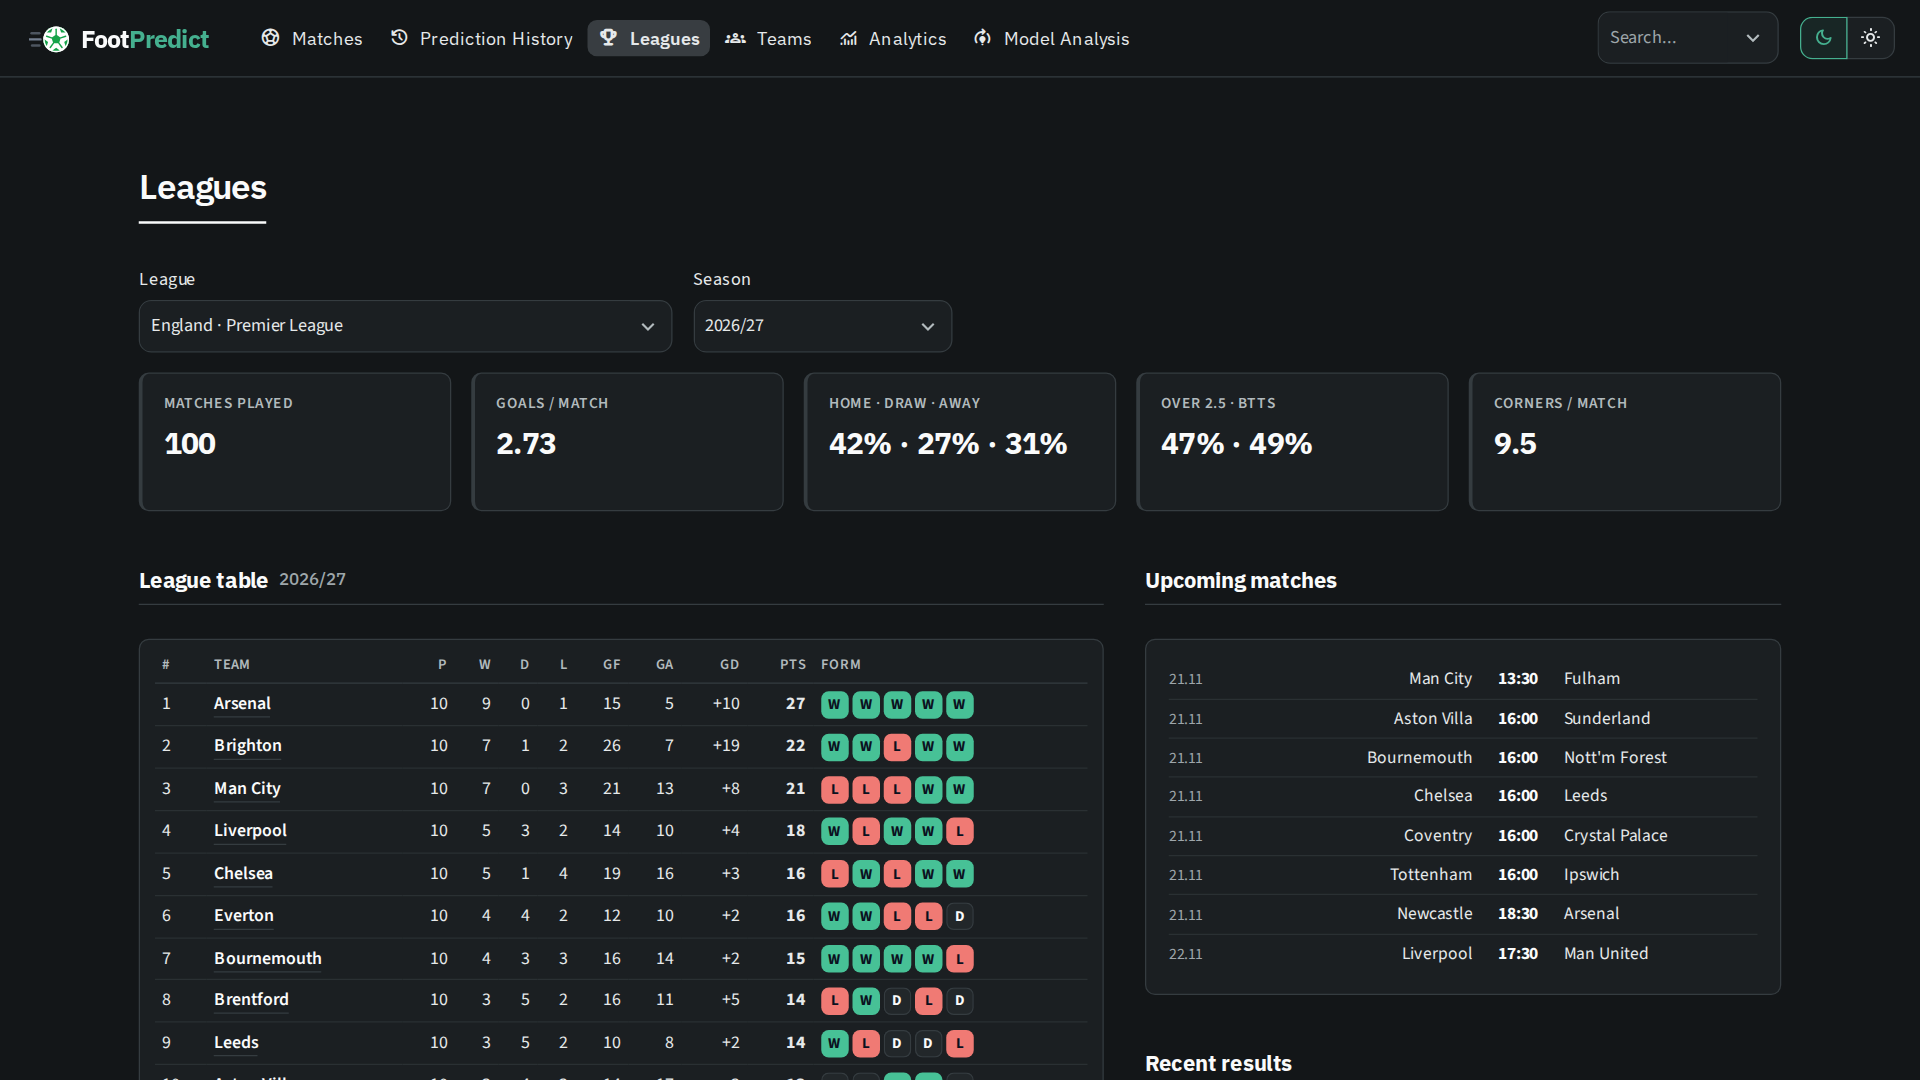 FootPredict
Matches
Prediction History
Leagues
Teams
Analytics
Model Analysis
Search...
Leagues
League
Season
England · Premier League
2026/27
MATCHES PLAYED
100
GOALS / MATCH
2.73
HOME · DRAW · AWAY
42% · 27% · 31%
OVER 2.5 · BTTS
47% · 49%
CORNERS / MATCH
9.5
League table 2026/27
# TEAM P W D L GF GA GD PTS FORM
1 Arsenal 10 9 0 1 15 5 +10 27 W W W W W
2 Brighton 10 7 1 2 26 7 +19 22 W W L W W
3 Man City 10 7 0 3 21 13 +8 21 L L L W W
4 Liverpool 10 5 3 2 14 10 +4 18 W L W W L
5 Chelsea 10 5 1 4 19 16 +3 16 L W L W W
6 Everton 10 4 4 2 12 10 +2 16 W W L L D
7 Bournemouth 10 4 3 3 16 14 +2 15 W W W W L
8 Brentford 10 3 5 2 16 11 +5 14 L W D L D
9 Leeds 10 3 5 2 10 8 +2 14 W L D D L
Upcoming matches
21.11 Man City 13:30 Fulham
21.11 Aston Villa 16:00 Sunderland
21.11 Bournemouth 16:00 Nott'm Forest
21.11 Chelsea 16:00 Leeds
21.11 Coventry 16:00 Crystal Palace
21.11 Tottenham 16:00 Ipswich
21.11 Newcastle 18:30 Arsenal
22.11 Liverpool 17:30 Man United
Recent results